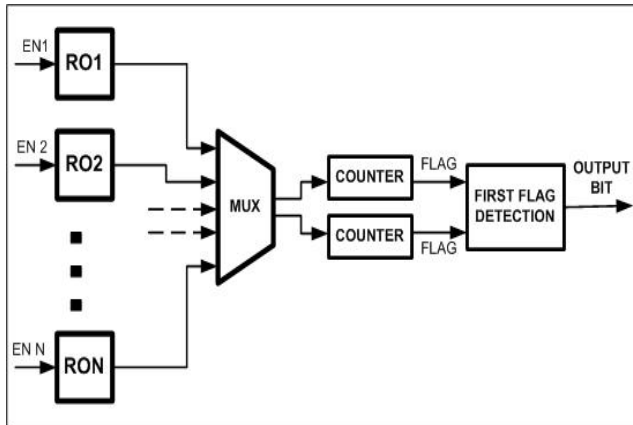 EN1
RO1
EN 2
RO2
MUX
COUNTER
FLAG
COUNTER
FLAG
FIRST FLAG
DETECTION
OUTPUT
BIT
EN N
RON